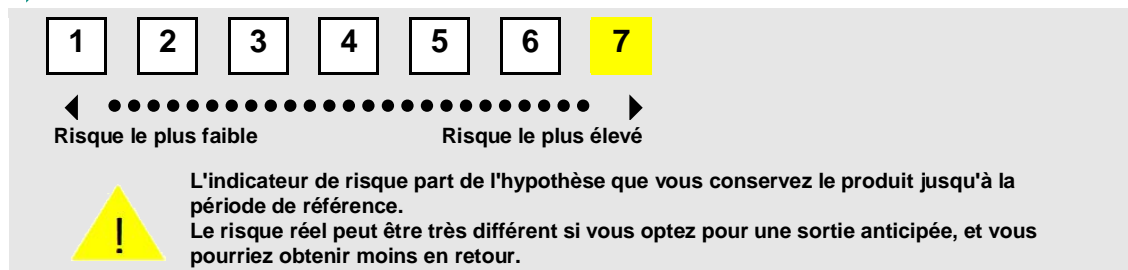 1 2 3 4 5 6 7
Risque le plus faible Risque le plus élevé
L'indicateur de risque part de l'hypothèse que vous conservez le produit jusqu'à la
période de référence.
!
Le risque réel peut être très différent si vous optez pour une sortie anticipée, et vous
pourriez obtenir moins en retour.